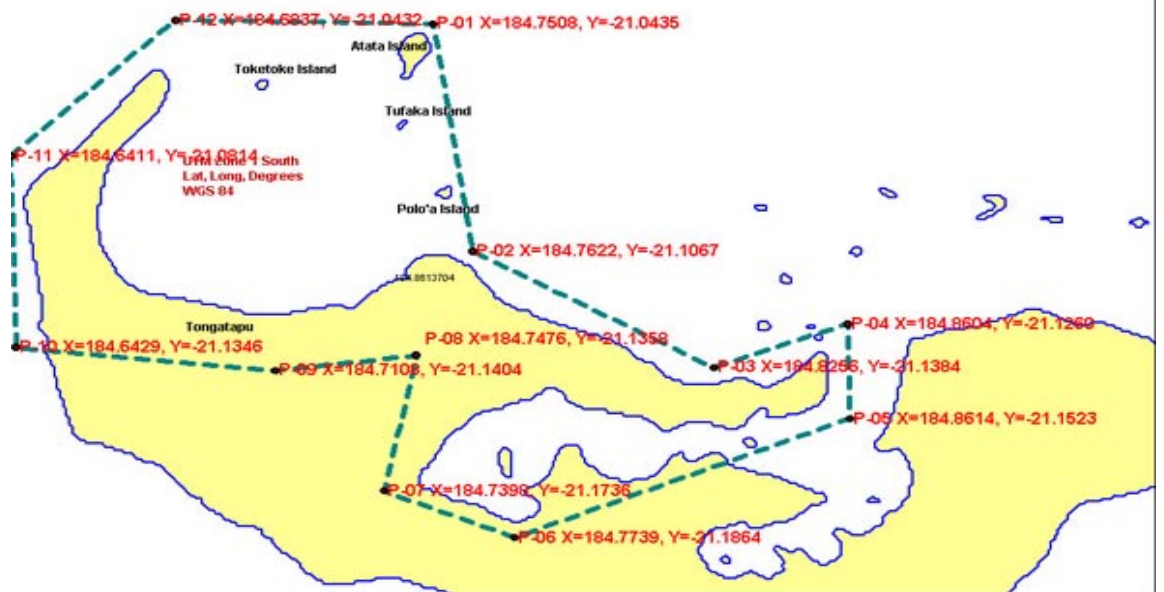 P-12 X=184.6837, Y=-21.0432
P-01 X=184.7508, Y=-21.0435
Atata Island
Toketoke Island
Tufaka Island
P-11 X=184.6411, Y=-21.0814
UTM Zone 1 South
Lat, Long, Degrees
WGS 84
Polo'a Island
P-02 X=184.7622, Y=-21.1067
Tongatapu
P-04 X=184.8604, Y=-21.1260
P-08 X=184.7476, Y=-21.1358
P-10 X=184.6429, Y=-21.1346
P-03 X=184.8256, Y=-21.1384
P-09 X=184.7108, Y=-21.1404
P-05 X=184.8614, Y=-21.1523
P-07 X=184.7398, Y=-21.1736
P-06 X=184.7739, Y=-21.1864